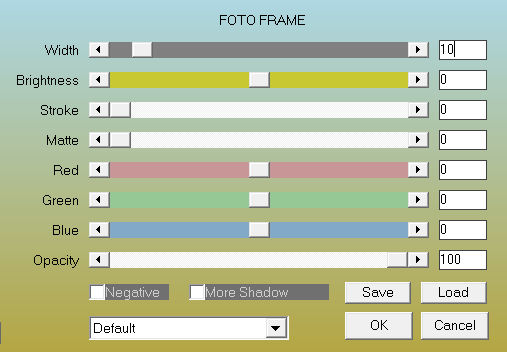 FOTO FRAME
Width 10
Brightness 0
Stroke 0
Matte 0
Red 0
Green 0
Blue 0
Opacity 100
Negative More Shadow Save Load
Default OK Cancel